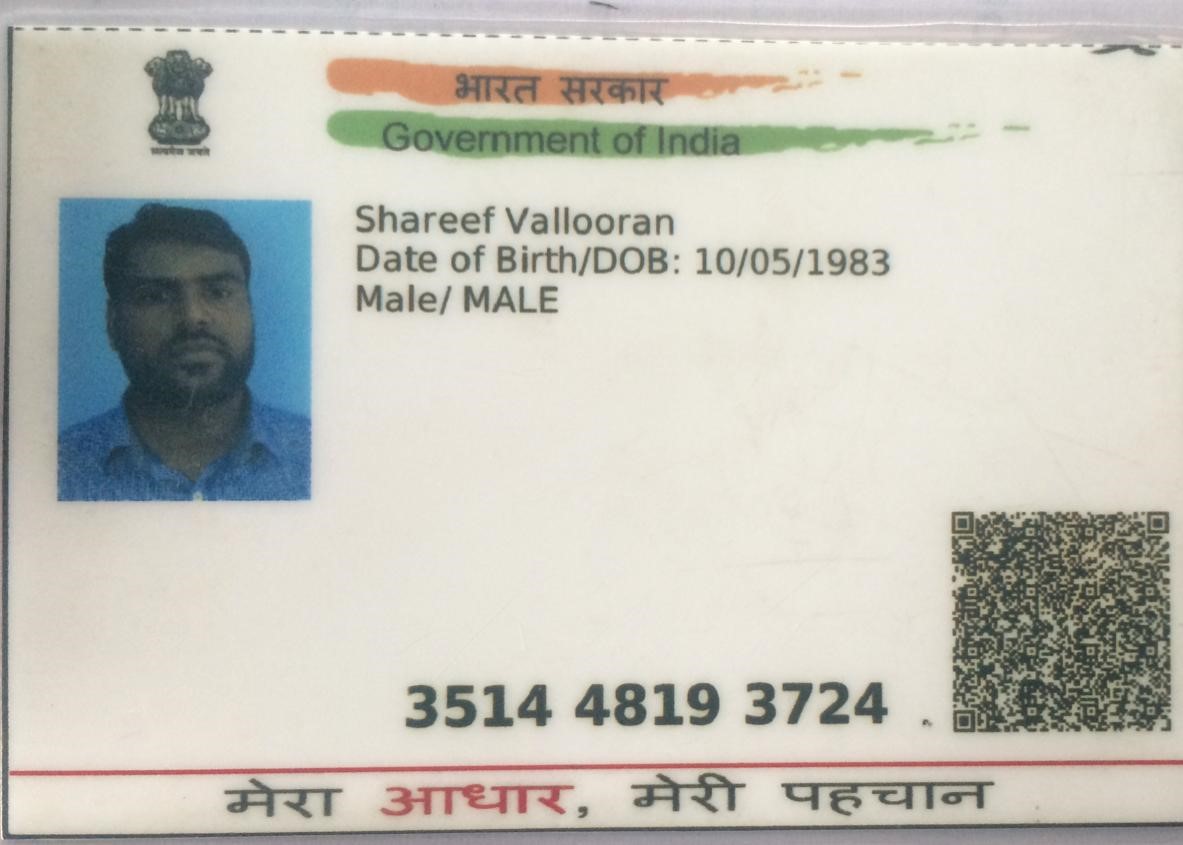 सत्यमेव जयते
भारत सरकार
Government of India
Shareef Vallooran
Date of Birth/DOB: 10/05/1983
Male/ MALE
3514 4819 3724
मेरा आधार, मेरी पहचान